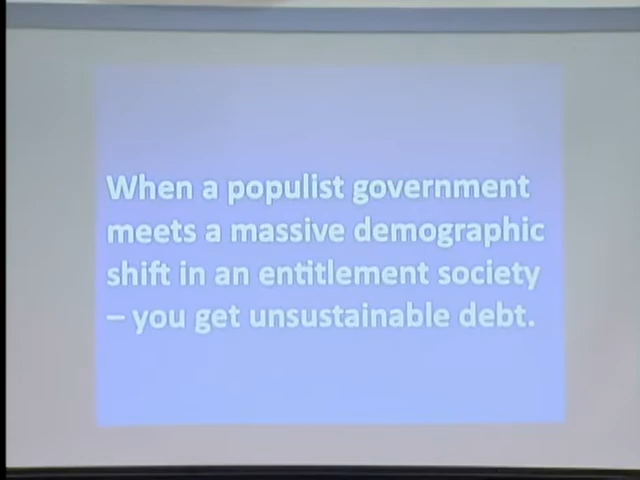 When a populist government
meets a massive demographic
shift in an entitlement society
– you get unsustainable debt.